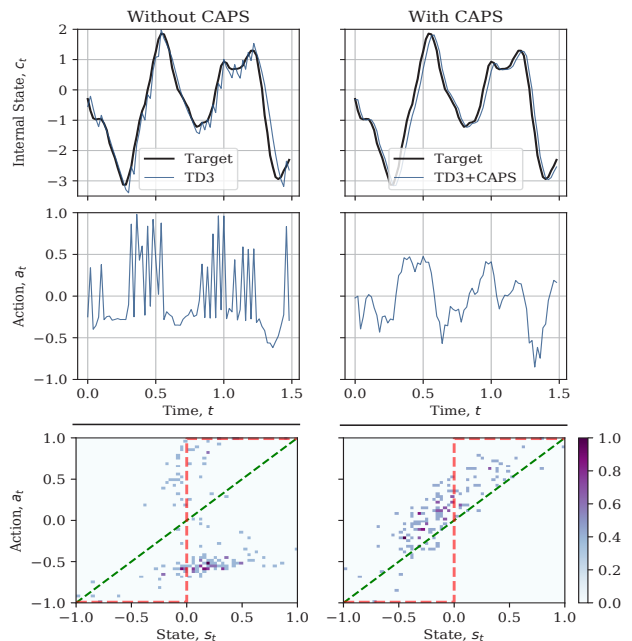 Without CAPS
With CAPS
Internal State, c_t
2
1
0
−1
−2
−3
Target
TD3
Target
TD3+CAPS
Action, a_t
1.0
0.5
0.0
−0.5
−1.0
0.0 0.5 1.0 1.5
Time, t
0.0 0.5 1.0 1.5
Time, t
Action, a_t
1.0
0.5
0.0
−0.5
−1.0
−1.0 −0.5 0.0 0.5 1.0
State, s_t
−1.0 −0.5 0.0 0.5 1.0
State, s_t
1.0
0.8
0.6
0.4
0.2
0.0